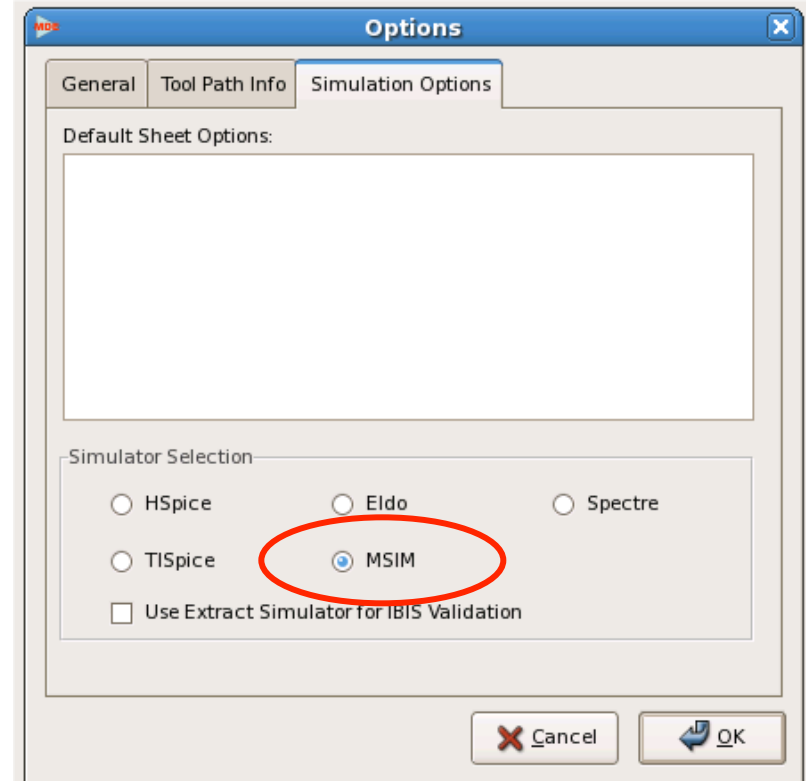 MDE Options
General Tool Path Info Simulation Options
Default Sheet Options:
Simulator Selection
HSpice Eldo Spectre
TISpice MSIM
Use Extract Simulator for IBIS Validation
Cancel OK